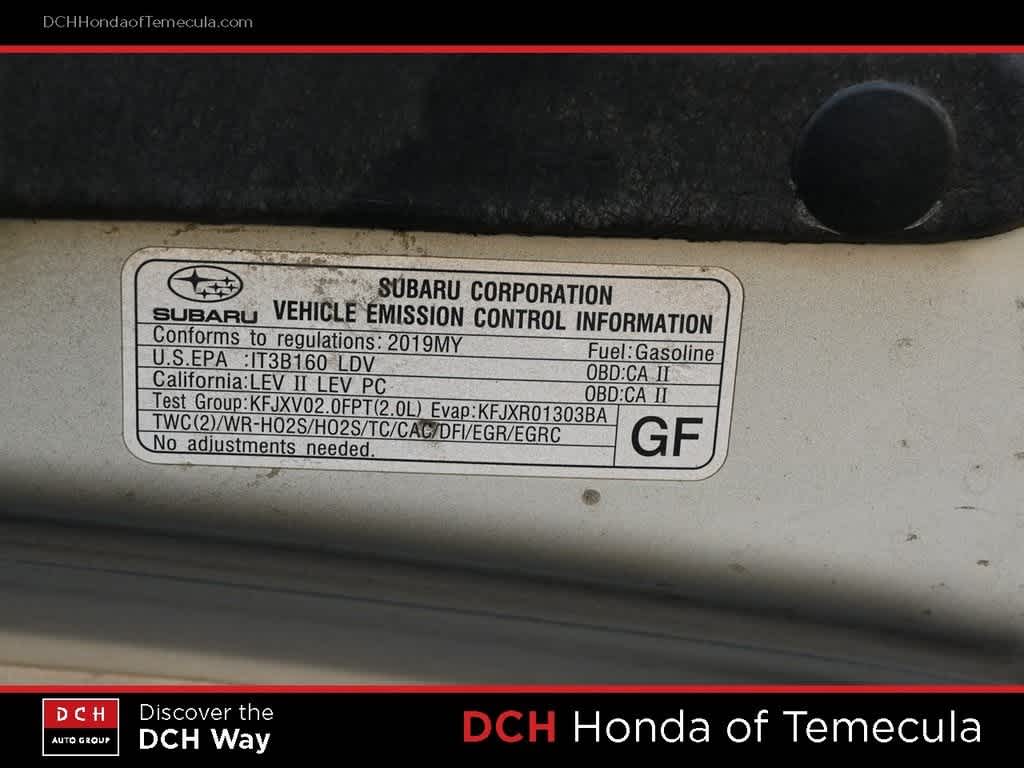 DCHHondaofTemecula.com
SUBARU CORPORATION
SUBARU VEHICLE EMISSION CONTROL INFORMATION
Conforms to regulations: 2019MY Fuel:Gasoline
U.S.EPA :IT3B160 LDV OBD:CA II
California:LEV II LEV PC OBD:CA II
Test Group:KFJXV02.0FPT(2.0L) Evap:KFJXR01303BA
TWC(2)/WR-HO2S/HO2S/TC/CAC/DFI/EGR/EGRC
No adjustments needed.
GF
DCH
AUTO GROUP
Discover the
DCH Way
DCH Honda of Temecula